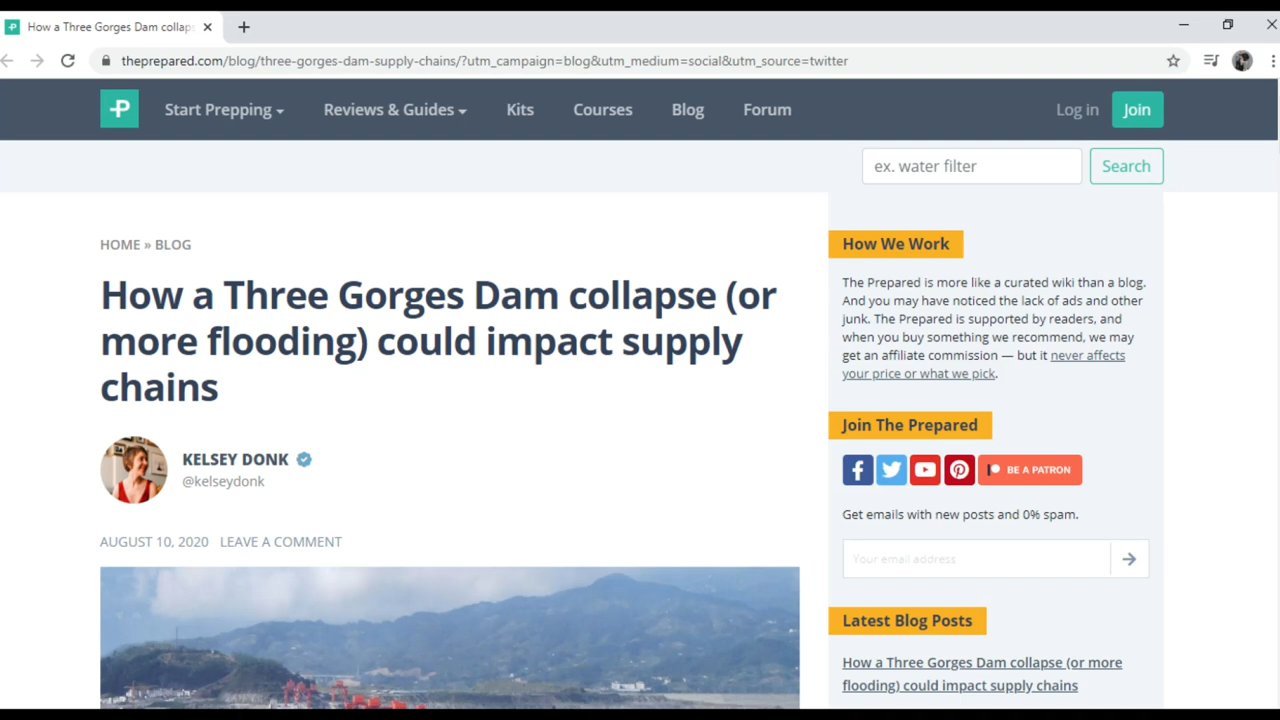 How a Three Gorges Dam collaps
theprepared.com/blog/three-gorges-dam-supply-chains/?utm_campaign=blog&utm_medium=social&utm_source=twitter
Start Prepping Reviews & Guides Kits Courses Blog Forum Log in Join
ex. water filter Search
HOME » BLOG
How a Three Gorges Dam collapse (or
more flooding) could impact supply
chains
KELSEY DONK
@kelseydonk
AUGUST 10, 2020 LEAVE A COMMENT
How We Work
The Prepared is more like a curated wiki than a blog.
And you may have noticed the lack of ads and other
junk. The Prepared is supported by readers, and
when you buy something we recommend, we may
get an affiliate commission — but it never affects
your price or what we pick.
Join The Prepared
BE A PATRON
Get emails with new posts and 0% spam.
Your email address
Latest Blog Posts
How a Three Gorges Dam collapse (or more
flooding) could impact supply chains